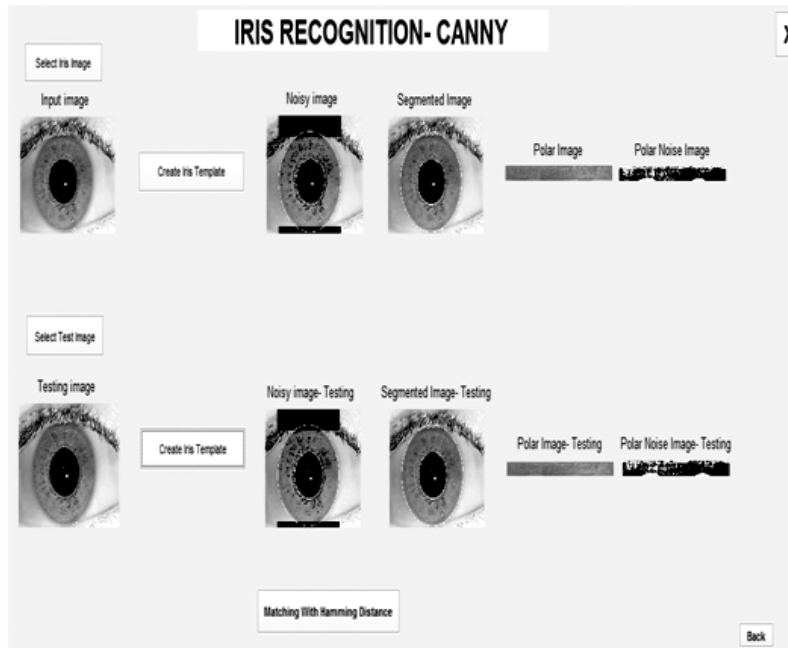 IRIS RECOGNITION- CANNY
X
Select Iris Image
Input image
Noisy image
Segmented Image
Create Iris Template
Polar Image
Polar Noise Image
Select Test Image
Testing image
Noisy image- Testing
Segmented Image- Testing
Create Iris Template
Polar Image- Testing
Polar Noise Image- Testing
Matching With Hamming Distance
Back